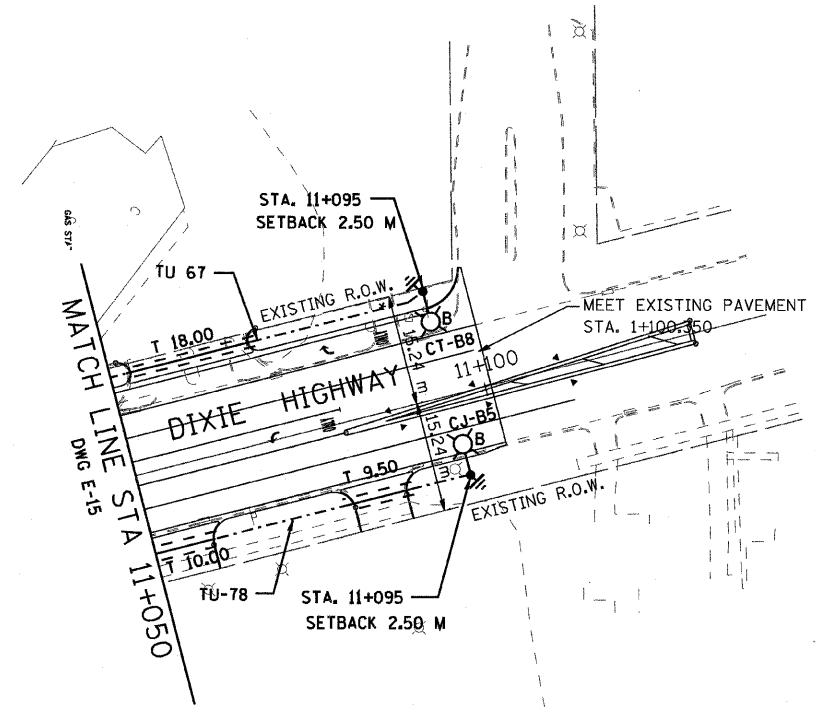 STA. 11+095
SETBACK 2.50 M
TU 67
EXISTING R.O.W.
MEET EXISTING PAVEMENT
STA. 1+100.350
T 18.00
B
CT-B8
11+100
15.24 m
DIXIE HIGHWAY
MATCH LINE STA 11+050
DWG E-15
CJ-B5
B
15.24 m
T 9.50
EXISTING R.O.W.
T 10.00
TU-78
STA. 11+095
SETBACK 2.50 M
GAS STA